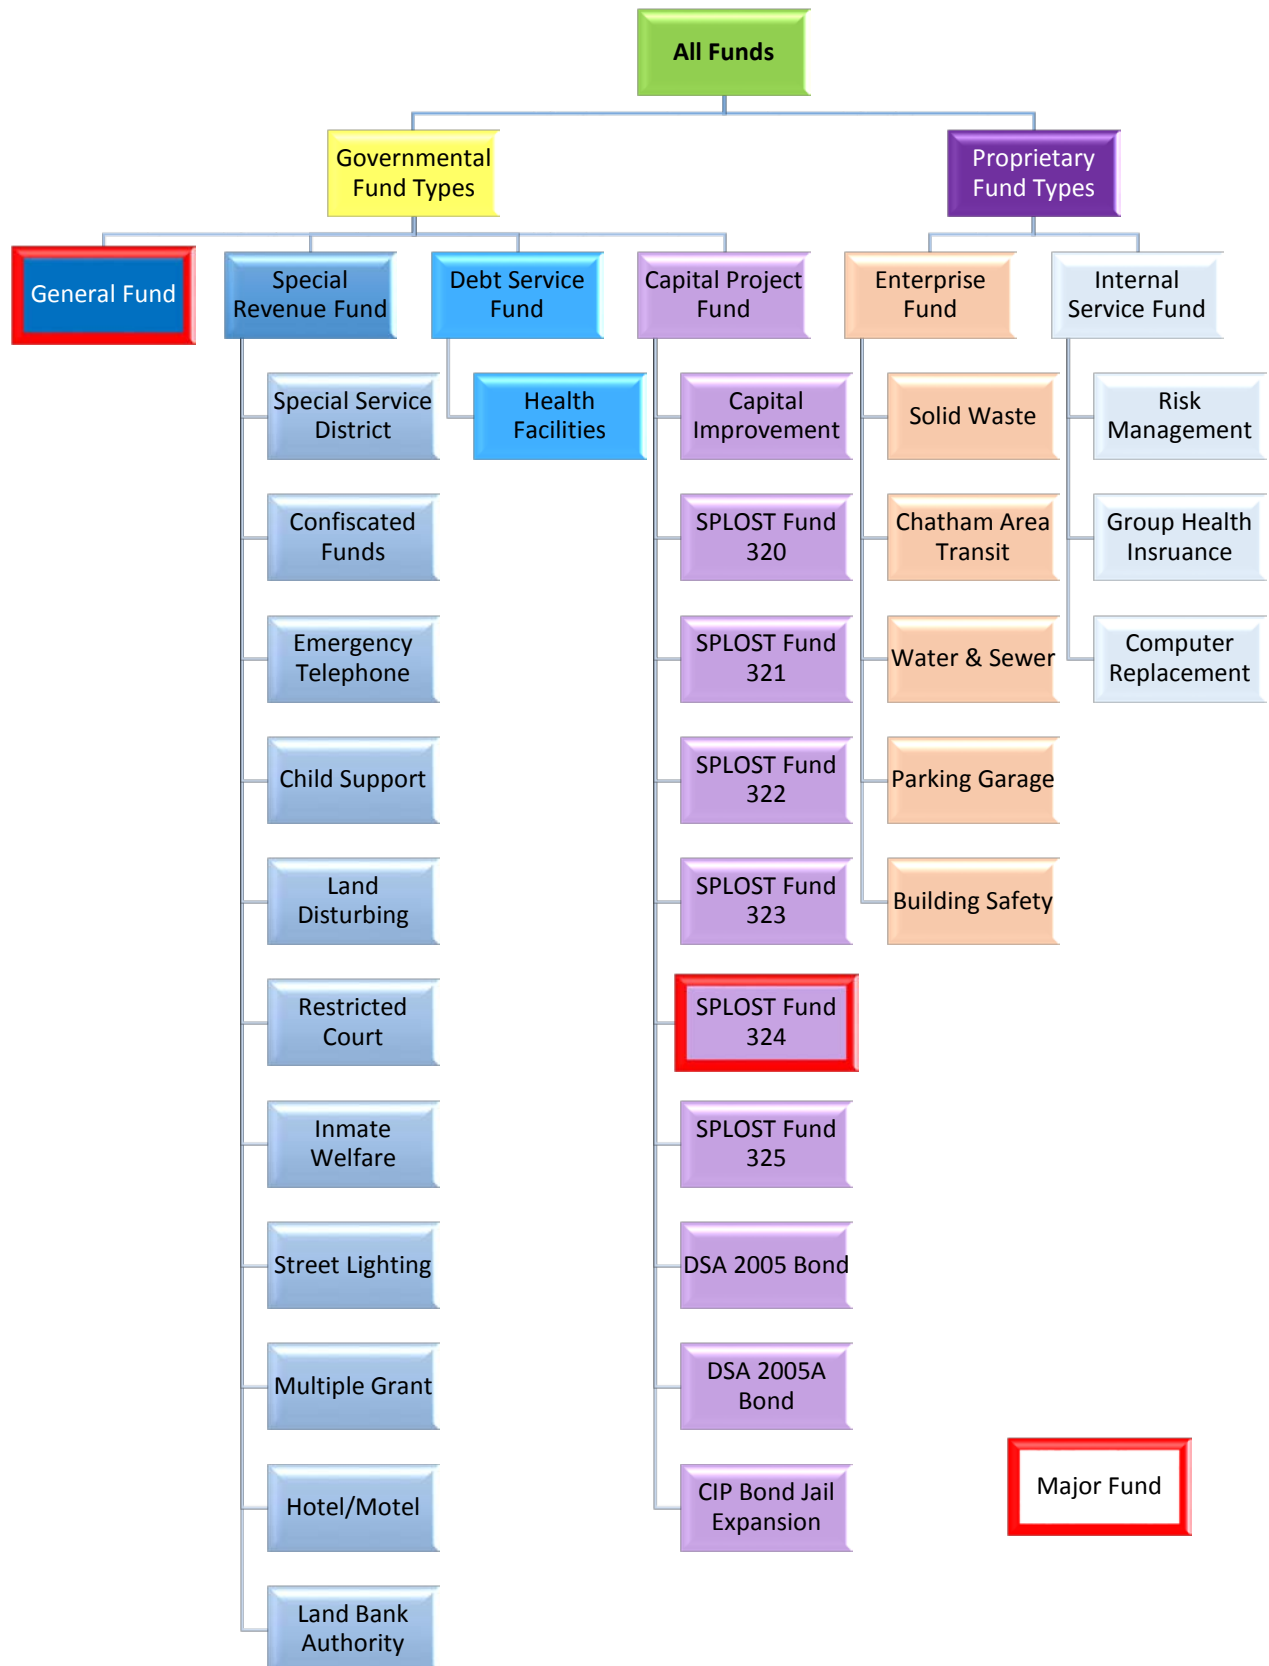 All Funds
Governmental
Fund Types
Proprietary
Fund Types
General Fund
Special
Revenue Fund
Debt Service
Fund
Capital Project
Fund
Enterprise
Fund
Internal
Service Fund
Special Service
District
Confiscated
Funds
Emergency
Telephone
Child Support
Land
Disturbing
Restricted
Court
Inmate
Welfare
Street Lighting
Multiple Grant
Hotel/Motel
Land Bank
Authority
Health
Facilities
Capital
Improvement
SPLOST Fund
320
SPLOST Fund
321
SPLOST Fund
322
SPLOST Fund
323
SPLOST Fund
324
SPLOST Fund
325
DSA 2005 Bond
DSA 2005A
Bond
CIP Bond Jail
Expansion
Solid Waste
Chatham Area
Transit
Water & Sewer
Parking Garage
Building Safety
Risk
Management
Group Health
Insruance
Computer
Replacement
Major Fund